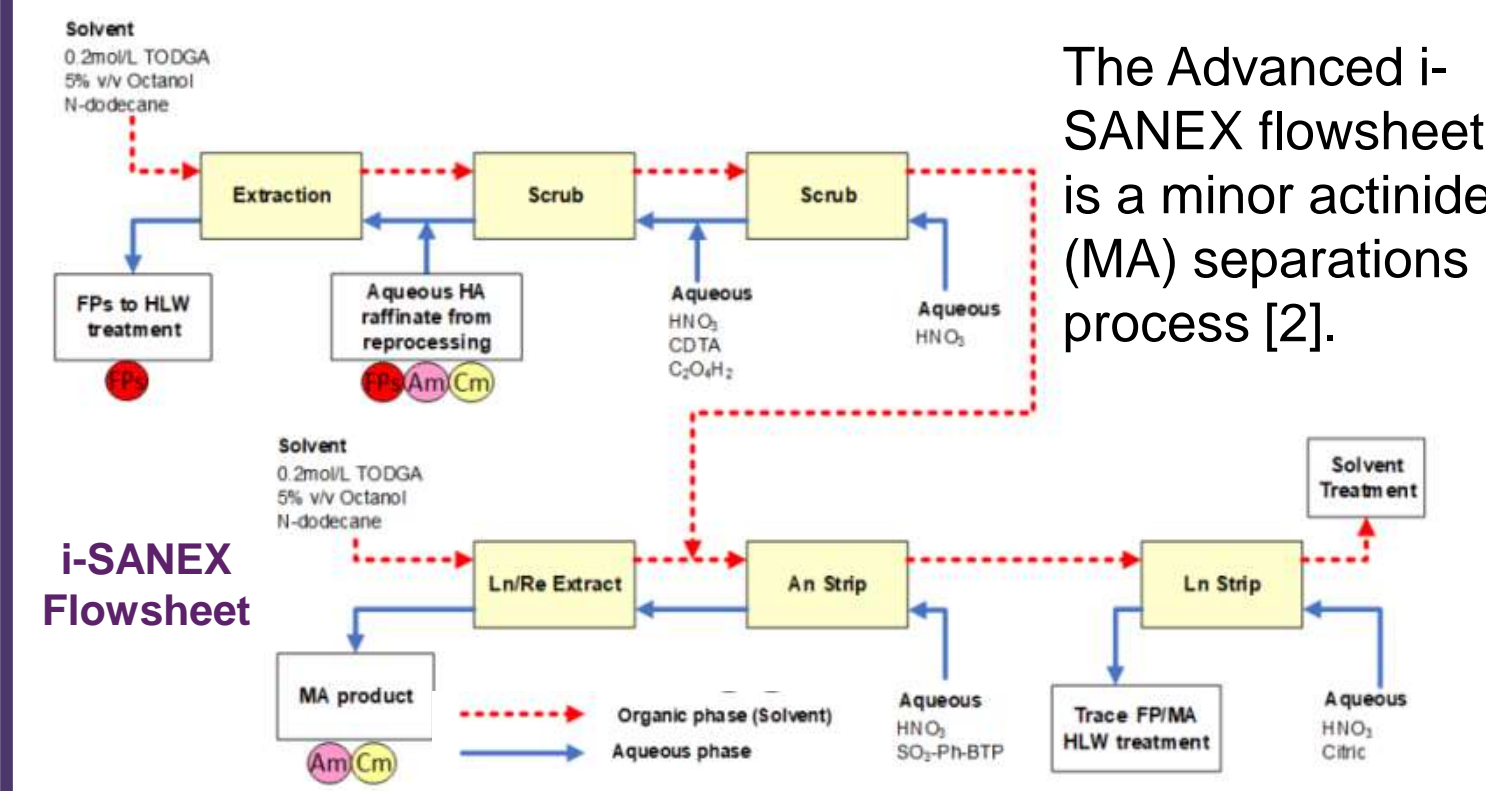 Solvent
0.2mol/L TODGA
5% v/v Octanol
N-dodecane
The Advanced i-
SANEX flowsheet
is a minor actinide
(MA) separations
process [2].
Extraction
Scrub
Scrub
FPs to HLW
treatment
FPs
Aqueous HA
raffinate from
reprocessing
FPs Am Cm
Aqueous
HNO₃
CDTA
C₂O₄H₂
Aqueous
HNO₃
Solvent
0.2mol/L TODGA
5% v/v Octanol
N-dodecane
Solvent
Treatment
i-SANEX
Flowsheet
Ln/Re Extract
An Strip
Ln Strip
MA product
Am Cm
Organic phase (Solvent)
Aqueous phase
Aqueous
HNO₃
SO₃-Ph-BTP
Trace FP/MA
HLW treatment
Aqueous
HNO₃
Citric